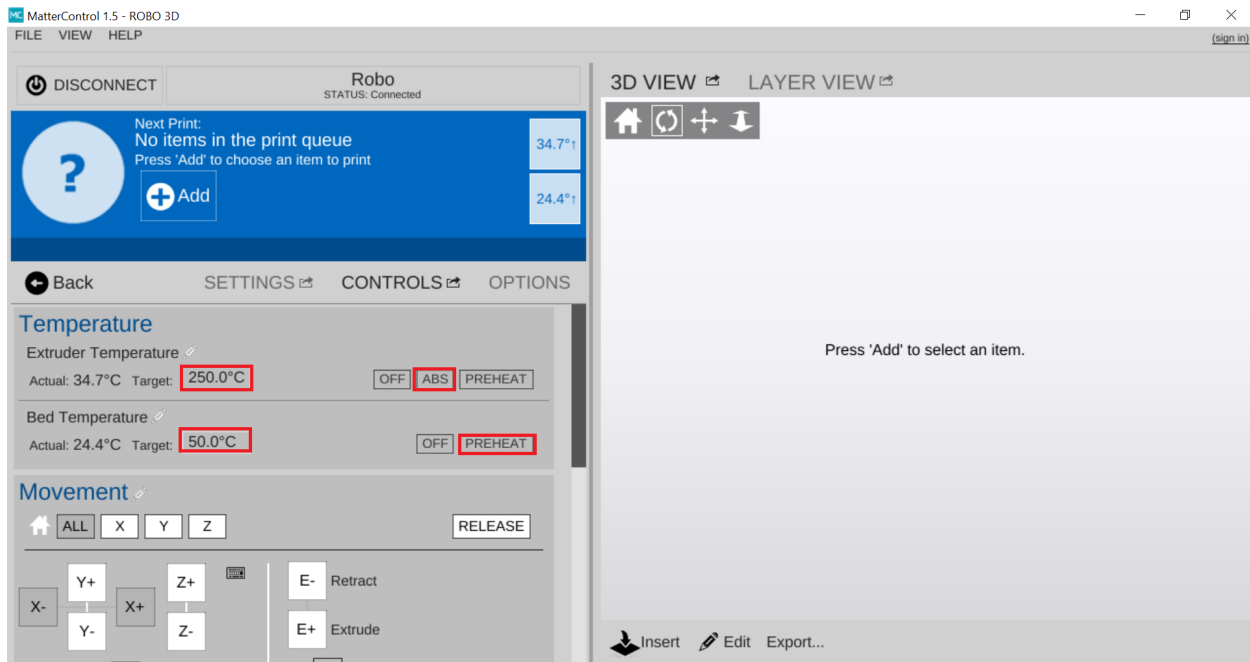 MC MatterControl 1.5 - ROBO 3D
FILE VIEW HELP
(sign in)
DISCONNECT
Robo
STATUS: Connected
Next Print:
No items in the print queue
Press 'Add' to choose an item to print
?
Add
34.7°↑
24.4°↑
Back SETTINGS CONTROLS OPTIONS
Temperature
Extruder Temperature
Actual: 34.7°C Target: 250.0°C OFF ABS PREHEAT
Bed Temperature
Actual: 24.4°C Target: 50.0°C OFF PREHEAT
Movement
ALL X Y Z RELEASE
Y+ Z+ E- Retract
X- X+
Y- Z- E+ Extrude
3D VIEW LAYER VIEW
Press 'Add' to select an item.
Insert Edit Export...